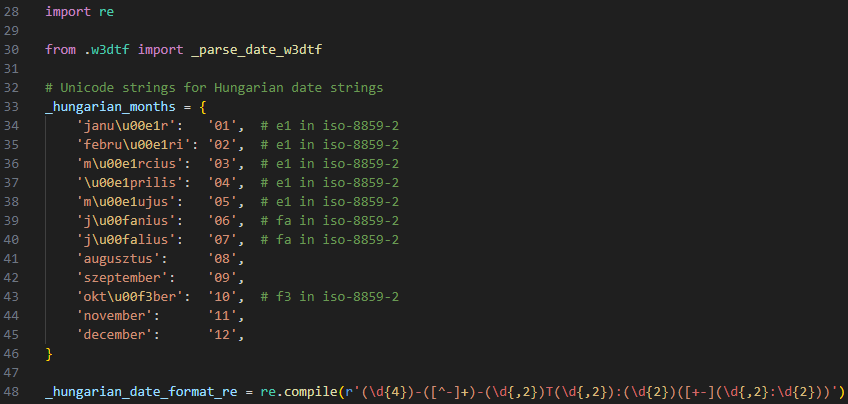 28 import re
29
30 from .w3dtf import _parse_date_w3dtf
31
32 # Unicode strings for Hungarian date strings
33 _hungarian_months = {
34     'janu\u00e1r':   '01',  # e1 in iso-8859-2
35     'febru\u00e1ri': '02',  # e1 in iso-8859-2
36     'm\u00e1rcius':  '03',  # e1 in iso-8859-2
37     '\u00e1prilis':  '04',  # e1 in iso-8859-2
38     'm\u00e1ujus':   '05',  # e1 in iso-8859-2
39     'j\u00fanius':   '06',  # fa in iso-8859-2
40     'j\u00falius':   '07',  # fa in iso-8859-2
41     'augusztus':     '08',
42     'szeptember':    '09',
43     'okt\u00f3ber':  '10',  # f3 in iso-8859-2
44     'november':      '11',
45     'december':      '12',
46 }
47
48 _hungarian_date_format_re = re.compile(r'(\d{4})-([^-]+)-(\d{,2})T(\d{,2}):(\d{2})([+-](\d{,2}:\d{2}))')